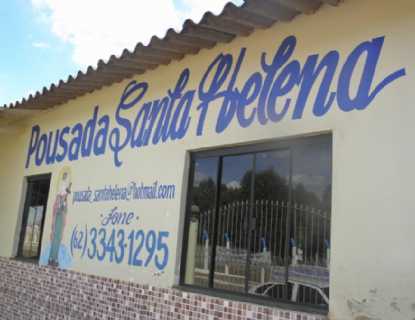 Pousada Santa Helena
pousada_santahelena@hotmail.com
Fone
(62) 3343-1295